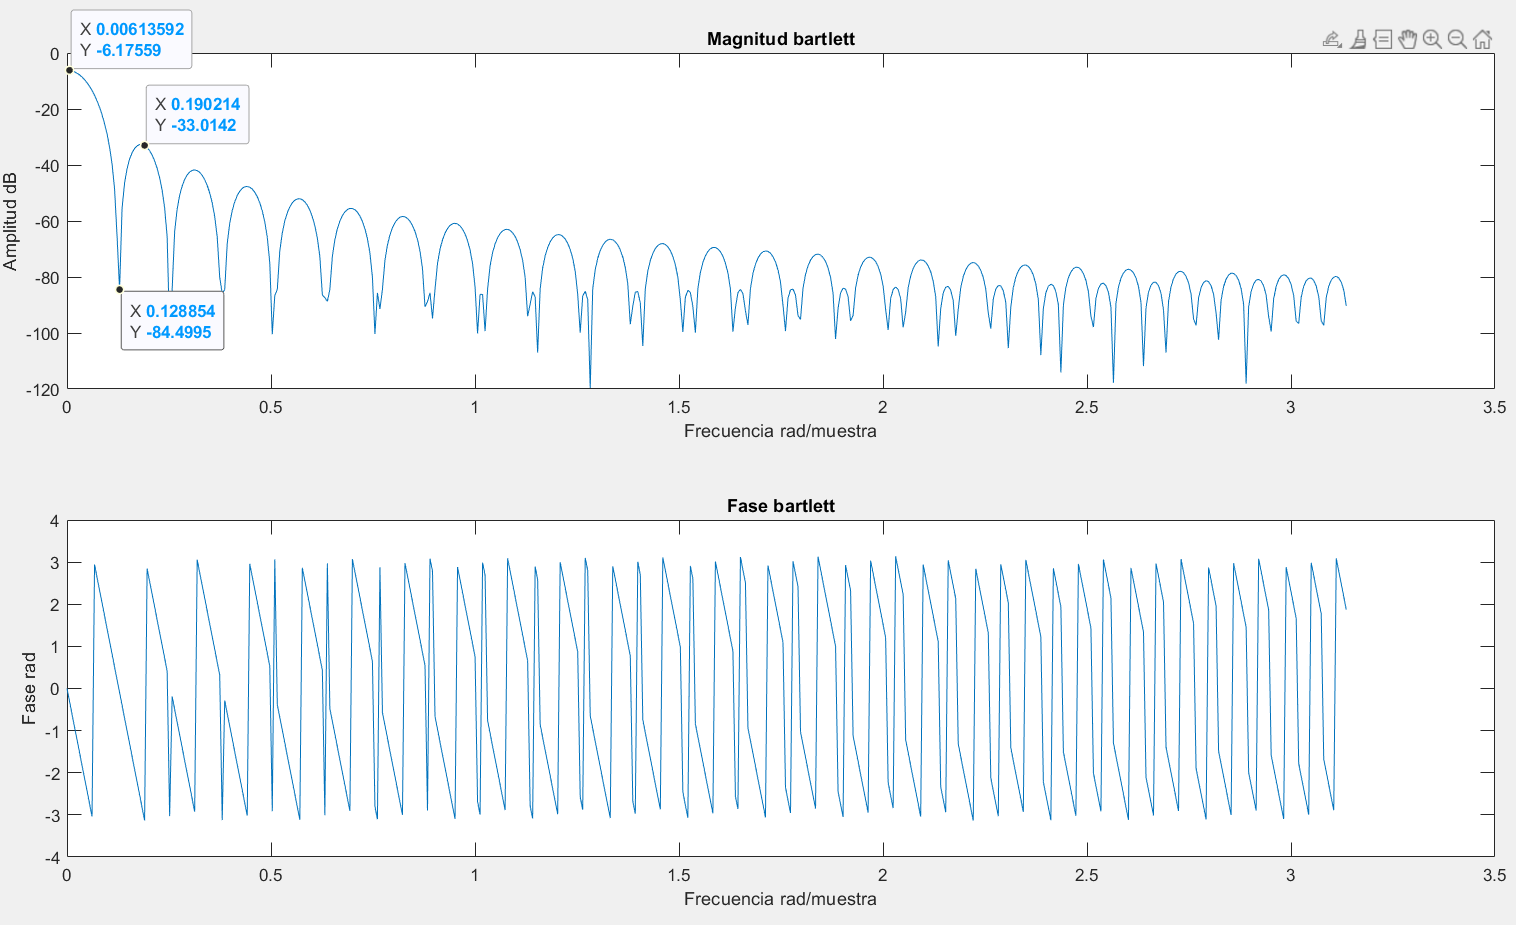 X 0.00613592
Y -6.17559
Magnitud bartlett
X 0.190214
Y -33.0142
X 0.128854
Y -84.4995
0
-20
-40
-60
-80
-100
-120
Amplitud dB
0
0.5
1
1.5
2
2.5
3
3.5
Frecuencia rad/muestra
Fase bartlett
4
3
2
1
0
-1
-2
-3
-4
Fase rad
0
0.5
1
1.5
2
2.5
3
3.5
Frecuencia rad/muestra